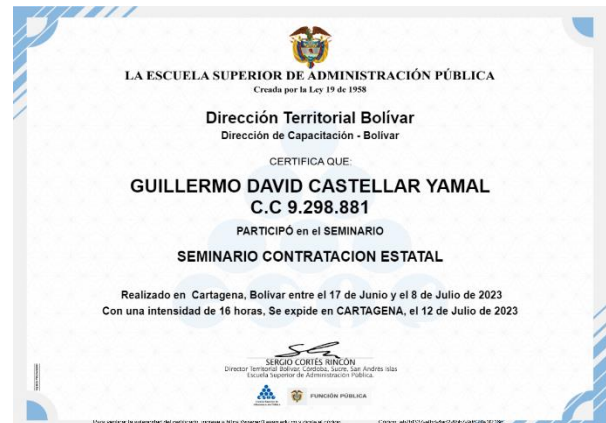 LA ESCUELA SUPERIOR DE ADMINISTRACIÓN PÚBLICA
Creada por la Ley 19 de 1958
Dirección Territorial Bolívar
Dirección de Capacitación - Bolívar
CERTIFICA QUE:
GUILLERMO DAVID CASTELLAR YAMAL
C.C 9.298.881
PARTICIPÓ en el SEMINARIO
SEMINARIO CONTRATACION ESTATAL
Realizado en Cartagena, Bolívar entre el 17 de Junio y el 8 de Julio de 2023
Con una intensidad de 16 horas, Se expide en CARTAGENA, el 12 de Julio de 2023
SERGIO CORTÉS RINCÓN
Director Territorial Bolívar, Córdoba, Sucre, San Andrés Islas
Escuela Superior de Administración Pública.
FUNCIÓN PÚBLICA